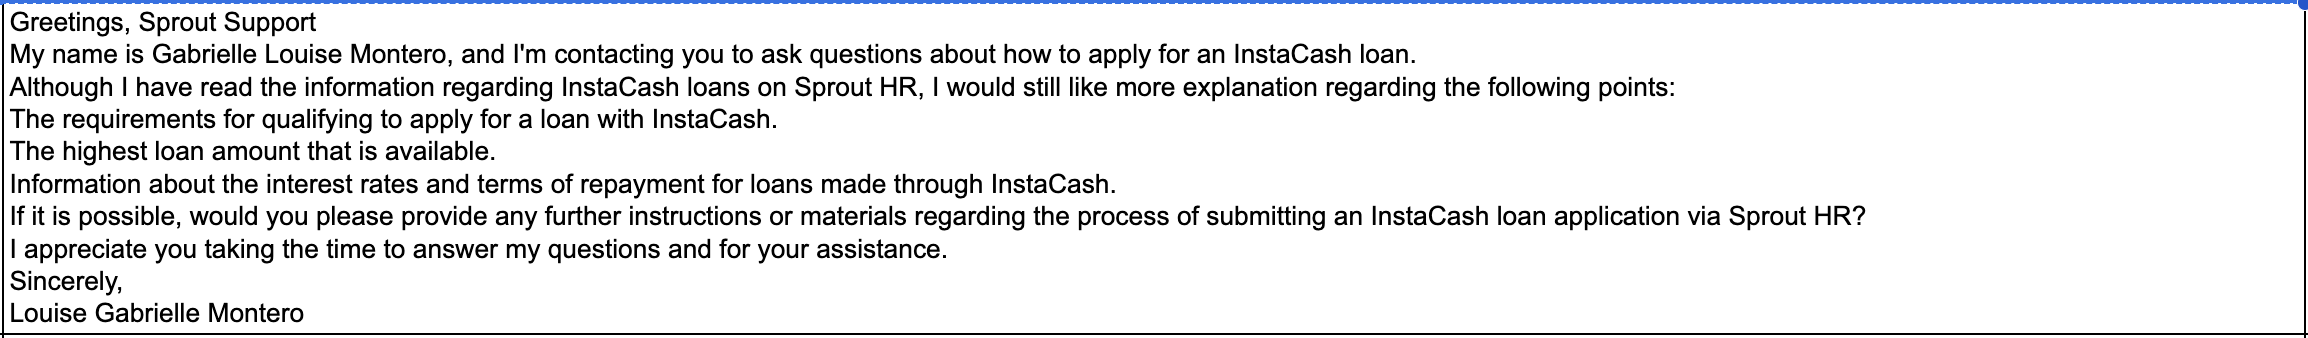 Greetings, Sprout Support
My name is Gabrielle Louise Montero, and I'm contacting you to ask questions about how to apply for an InstaCash loan.
Although I have read the information regarding InstaCash loans on Sprout HR, I would still like more explanation regarding the following points:
The requirements for qualifying to apply for a loan with InstaCash.
The highest loan amount that is available.
Information about the interest rates and terms of repayment for loans made through InstaCash.
If it is possible, would you please provide any further instructions or materials regarding the process of submitting an InstaCash loan application via Sprout HR?
I appreciate you taking the time to answer my questions and for your assistance.
Sincerely,
Louise Gabrielle Montero